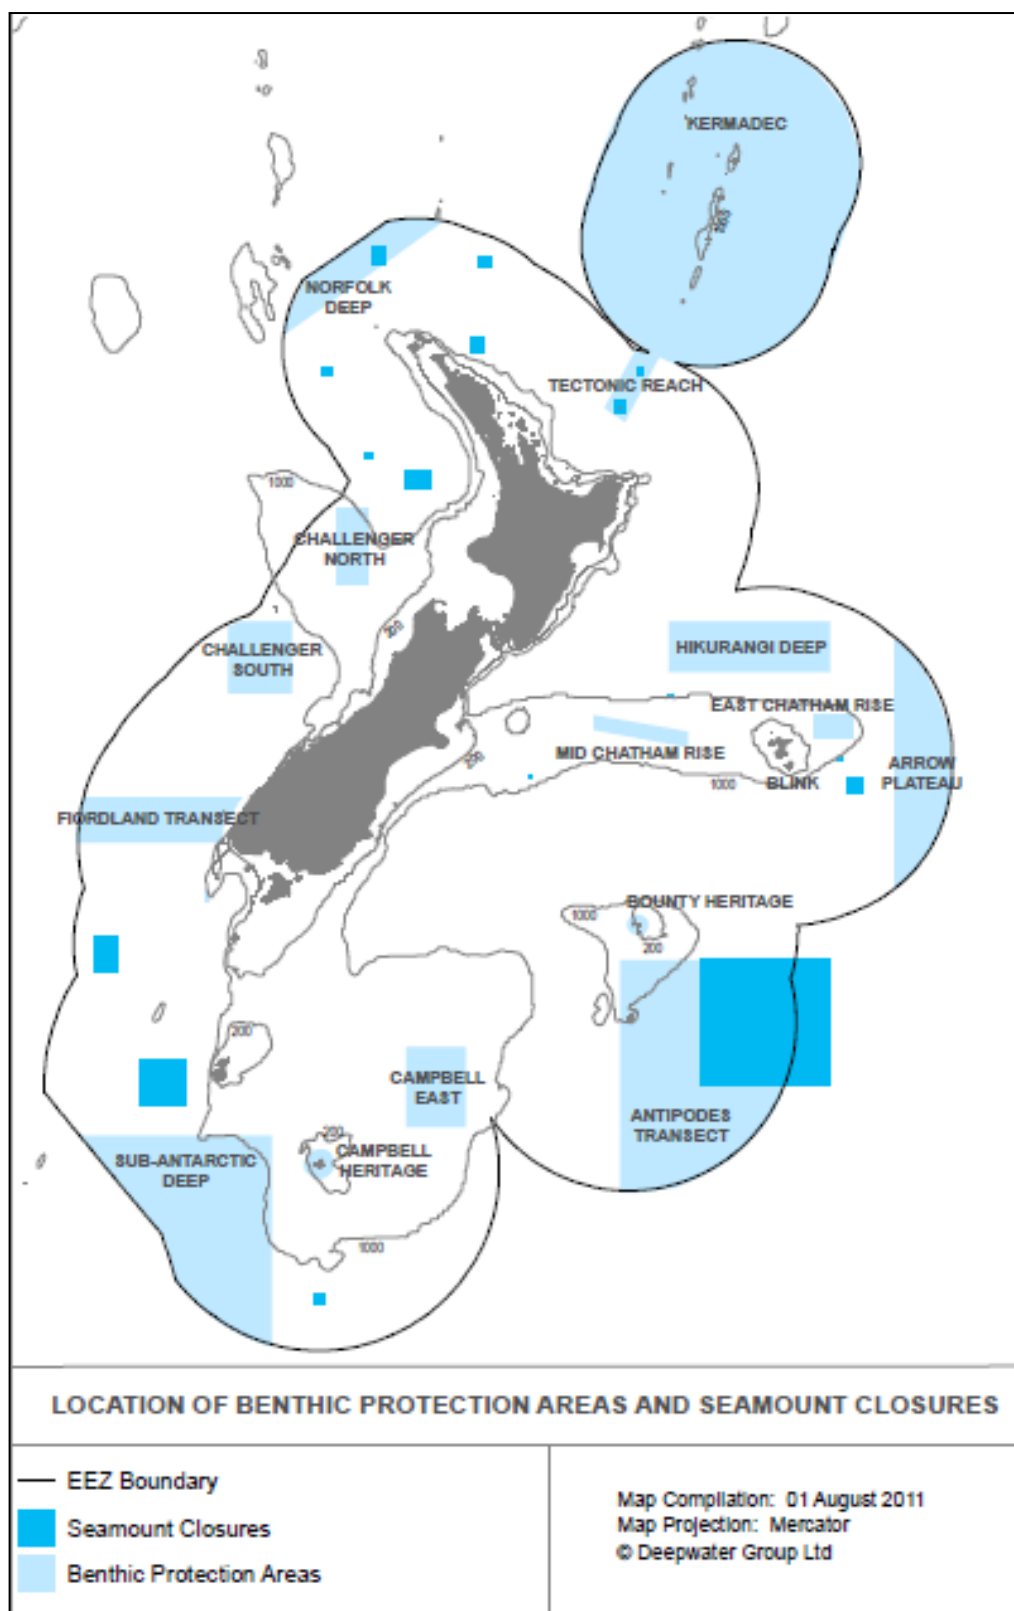 KERMADEC
NORFOLK
DEEP
TECTONIC REACH
1000
CHALLENGER
NORTH
200
CHALLENGER
SOUTH
HIKURANGI DEEP
EAST CHATHAM RISE
MID CHATHAM RISE
200
1000
BLINK
ARROW
PLATEAU
FIORDLAND TRANSECT
BOUNTY HERITAGE
1000
200
200
CAMPBELL
EAST
ANTIPODES
TRANSECT
200
CAMPBELL
HERITAGE
SUB-ANTARCTIC
DEEP
1000
LOCATION OF BENTHIC PROTECTION AREAS AND SEAMOUNT CLOSURES
EEZ Boundary
Seamount Closures
Benthic Protection Areas
Map Compilation: 01 August 2011
Map Projection: Mercator
© Deepwater Group Ltd